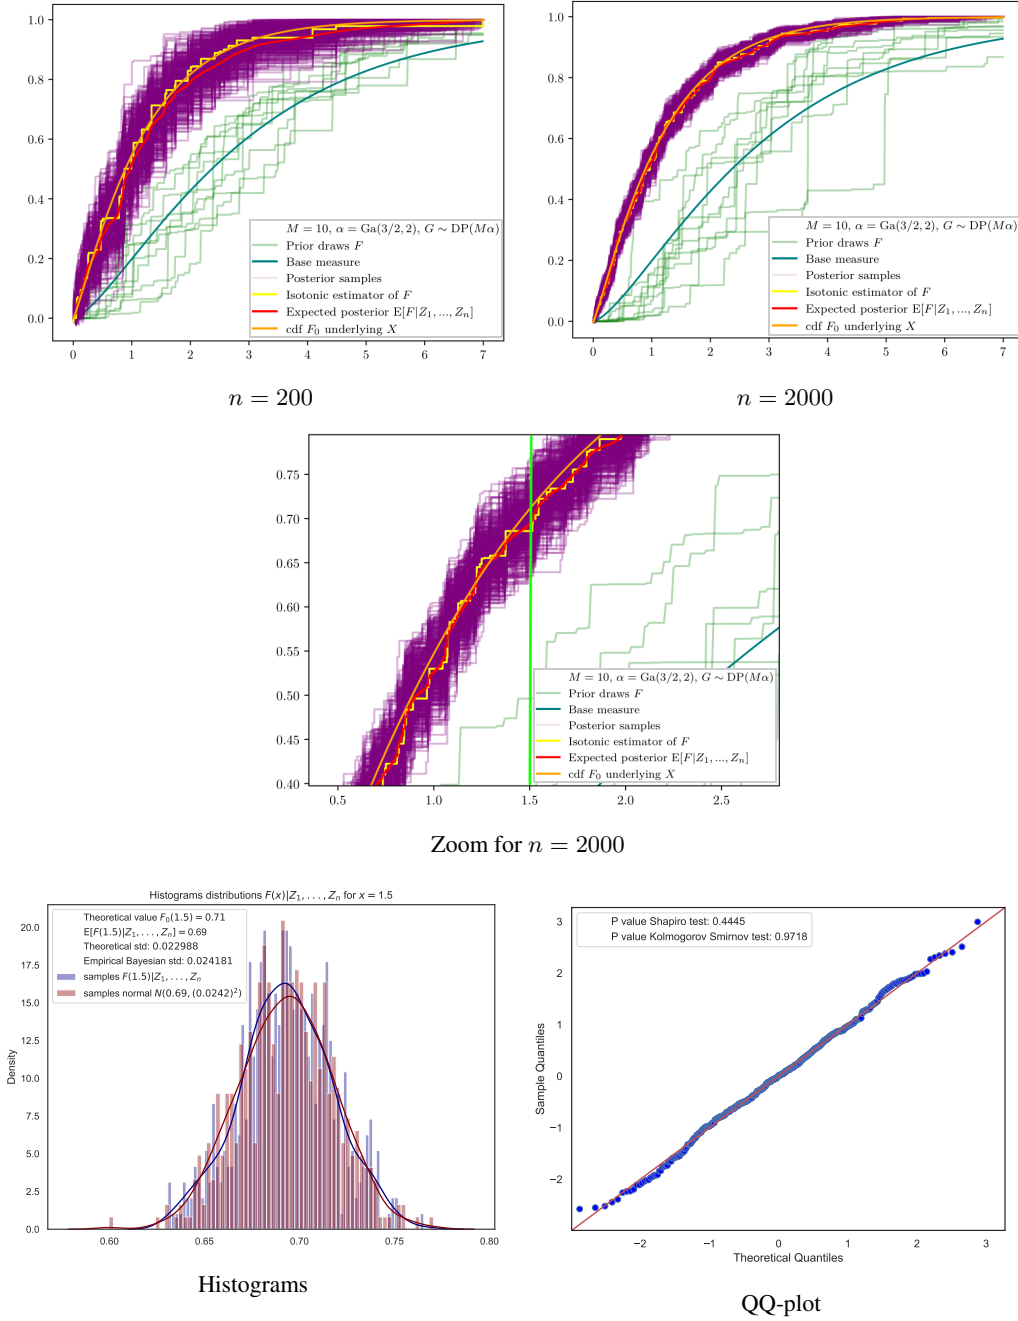 1.0
0.8
0.6
0.4
0.2
0.0
M = 10, α = Ga(3/2, 2), G ∼ DP(Mα)
Prior draws F
Base measure
Posterior samples
Isotonic estimator of F
Expected posterior E[F|Z₁, ..., Zₙ]
cdf F₀ underlying X
0 1 2 3 4 5 6 7
n = 200
1.0
0.8
0.6
0.4
0.2
0.0
M = 10, α = Ga(3/2, 2), G ∼ DP(Mα)
Prior draws F
Base measure
Posterior samples
Isotonic estimator of F
Expected posterior E[F|Z₁, ..., Zₙ]
cdf F₀ underlying X
0 1 2 3 4 5 6 7
n = 2000
0.75
0.70
0.65
0.60
0.55
0.50
0.45
0.40
M = 10, α = Ga(3/2, 2), G ∼ DP(Mα)
Prior draws F
Base measure
Posterior samples
Isotonic estimator of F
Expected posterior E[F|Z₁, ..., Zₙ]
cdf F₀ underlying X
0.5 1.0 1.5 2.0 2.5
Zoom for n = 2000
Histograms distributions F(x)|Z₁, . . . , Zₙ for x = 1.5
Theoretical value F₀(1.5) = 0.71
E[F(1.5)|Z₁, . . . , Zₙ] = 0.69
Theoretical std: 0.022988
Empirical Bayesian std: 0.024181
samples F(1.5)|Z₁, . . . , Zₙ
samples normal N(0.69, (0.0242)²)
20.0
17.5
15.0
12.5
10.0
7.5
5.0
2.5
0.0
Density
0.60 0.65 0.70 0.75 0.80
Histograms
P value Shapiro test: 0.4445
P value Kolmogorov Smirnov test: 0.9718
3
2
1
0
−1
−2
Sample Quantiles
−2 −1 0 1 2 3
Theoretical Quantiles
QQ-plot